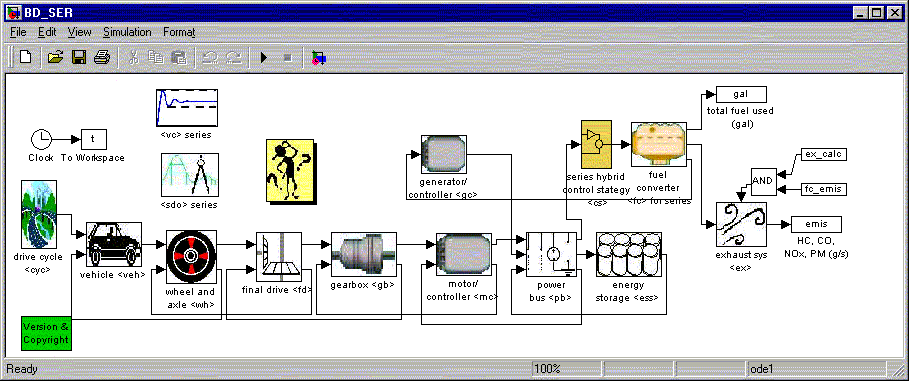 BD_SER
File Edit View Simulation Format
gal
total fuel used
(gal)
<vc> series
Clock
t
To Workspace
<sdo> series
generator/
controller <gc>
series hybrid
control stategy
<cs>
fuel
converter
<fc> for series
ex_calc
AND
fc_emis
drive cycle
<cyc>
vehicle <veh>
wheel and
axle <wh>
final drive <fd>
gearbox <gb>
motor/
controller <mc>
power
bus <pb>
energy
storage <ess>
exhaust sys
<ex>
emis
HC, CO,
NOx, PM (g/s)
Version &
Copyright
Ready
100%
ode1